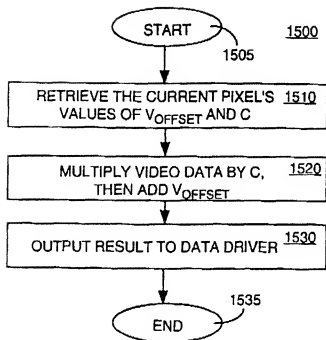 START
1500
1505
RETRIEVE THE CURRENT PIXEL'S 1510
VALUES OF VOFFSET AND C
MULTIPLY VIDEO DATA BY C, 1520
THEN ADD VOFFSET
OUTPUT RESULT TO DATA DRIVER 1530
1535
END